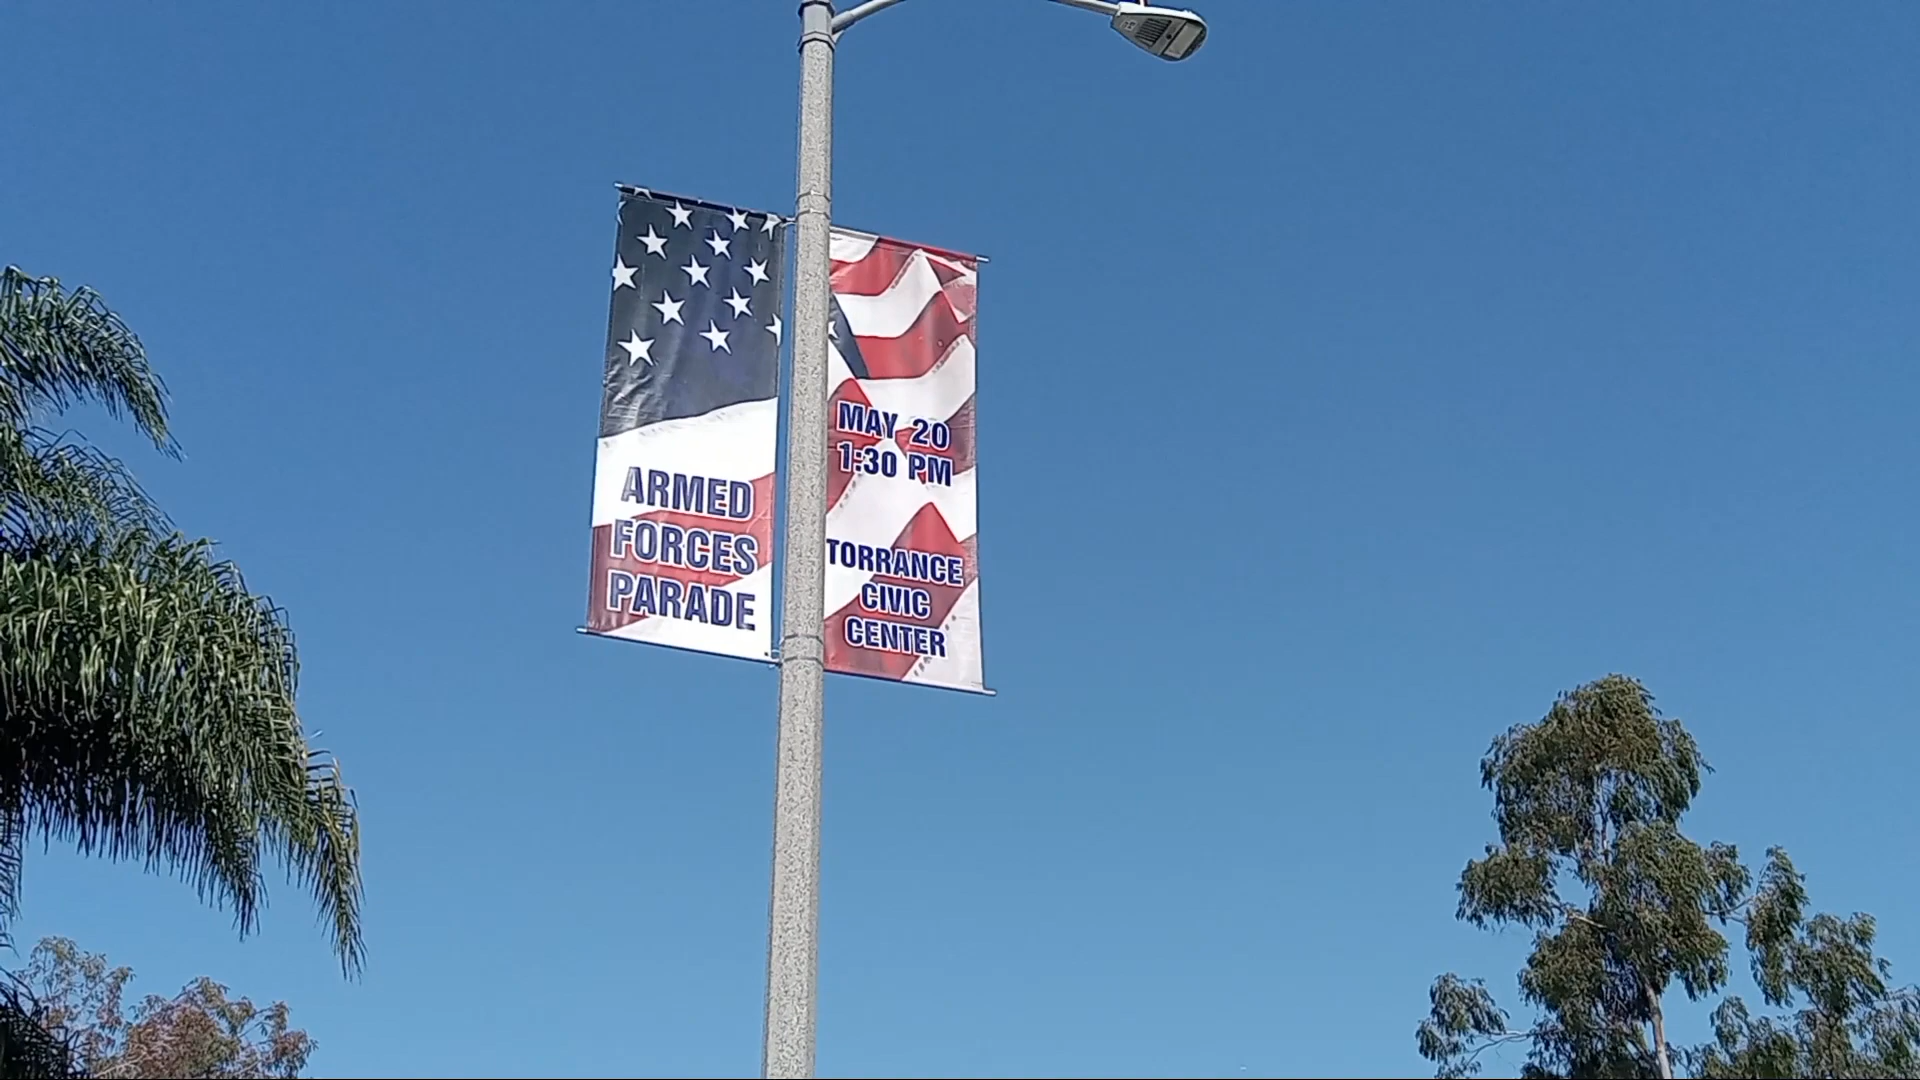 ARMED
FORCES
PARADE
MAY 20
1:30 PM
TORRANCE
CIVIC
CENTER